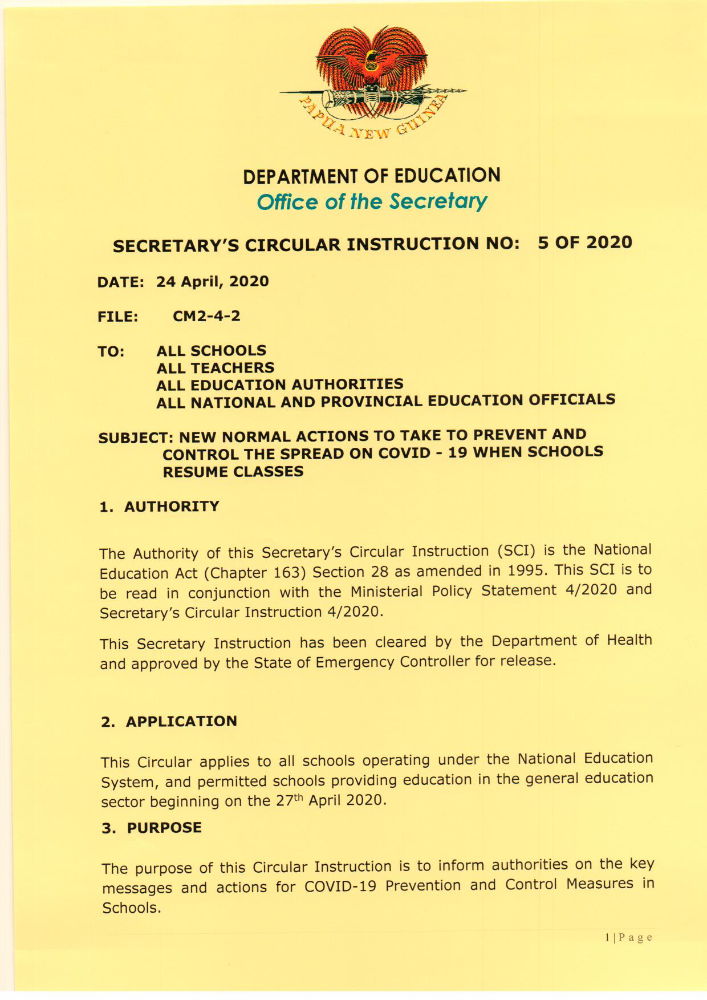 PAPUA NEW GUINEA
DEPARTMENT OF EDUCATION
Office of the Secretary
SECRETARY'S CIRCULAR INSTRUCTION NO: 5 OF 2020
DATE: 24 April, 2020
FILE: CM2-4-2
TO: ALL SCHOOLS
ALL TEACHERS
ALL EDUCATION AUTHORITIES
ALL NATIONAL AND PROVINCIAL EDUCATION OFFICIALS
SUBJECT: NEW NORMAL ACTIONS TO TAKE TO PREVENT AND
CONTROL THE SPREAD ON COVID - 19 WHEN SCHOOLS
RESUME CLASSES
1. AUTHORITY
The Authority of this Secretary's Circular Instruction (SCI) is the National
Education Act (Chapter 163) Section 28 as amended in 1995. This SCI is to
be read in conjunction with the Ministerial Policy Statement 4/2020 and
Secretary's Circular Instruction 4/2020.
This Secretary Instruction has been cleared by the Department of Health
and approved by the State of Emergency Controller for release.
2. APPLICATION
This Circular applies to all schools operating under the National Education
System, and permitted schools providing education in the general education
sector beginning on the 27th April 2020.
3. PURPOSE
The purpose of this Circular Instruction is to inform authorities on the key
messages and actions for COVID-19 Prevention and Control Measures in
Schools.
1 | Page